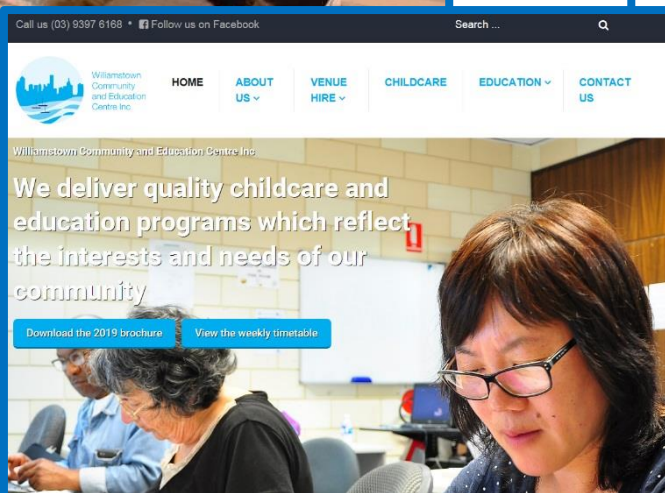 Call us (03) 9397 6168 • Follow us on Facebook
Search ...
Williamstown
Community
and Education
Centre Inc.
HOME
ABOUT
US
VENUE
HIRE
CHILDCARE
EDUCATION
CONTACT
US
Williamstown Community and Education Centre Inc
We deliver quality childcare and
education programs which reflect
the interests and needs of our
community
Download the 2019 brochure
View the weekly timetable